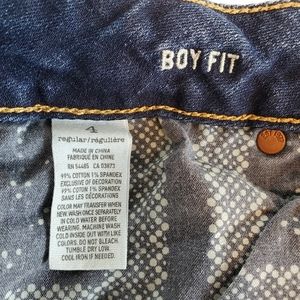 BOY FIT
4
regular/régulière
MADE IN CHINA
FABRIQUÉ EN CHINE
RN 54485 CA 03873
99% COTTON 1% SPANDEX
EXCLUSIVE OF DECORATION
99% COTON 1% SPANDEX
SANS LES DÉCORATIONS
COLOR MAY TRANSFER WHEN
NEW. WASH ONCE SEPARATELY
IN COLD WATER BEFORE
WEARING. MACHINE WASH
COLD INSIDE OUT WITH LIKE
COLORS. DO NOT BLEACH.
TUMBLE DRY LOW.
COOL IRON IF NEEDED.